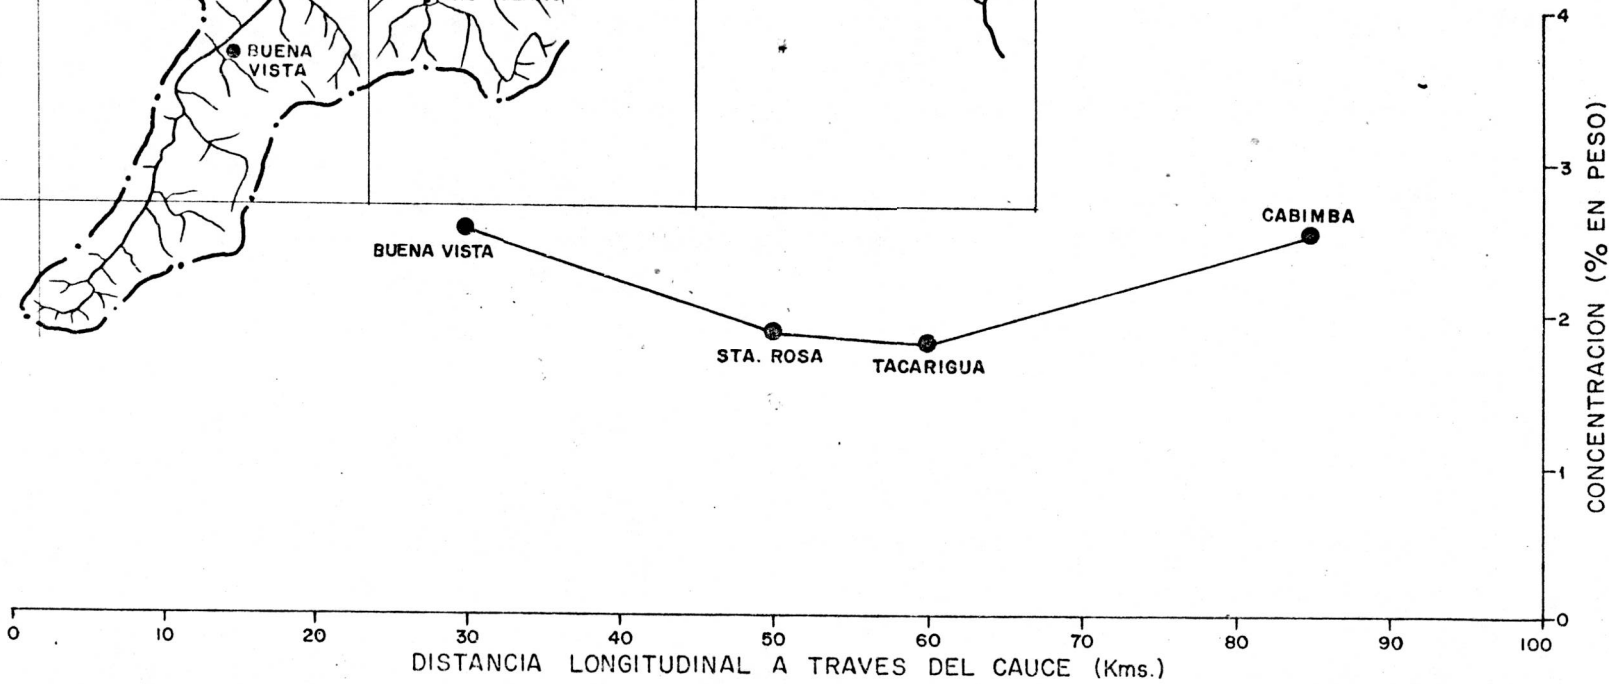 BUENA
VISTA
BUENA VISTA
STA. ROSA
TACARIGUA
CABIMBA
4
3
2
1
0
CONCENTRACION (% EN PESO)
0 10 20 30 40 50 60 70 80 90 100
DISTANCIA LONGITUDINAL A TRAVES DEL CAUCE (Kms.)